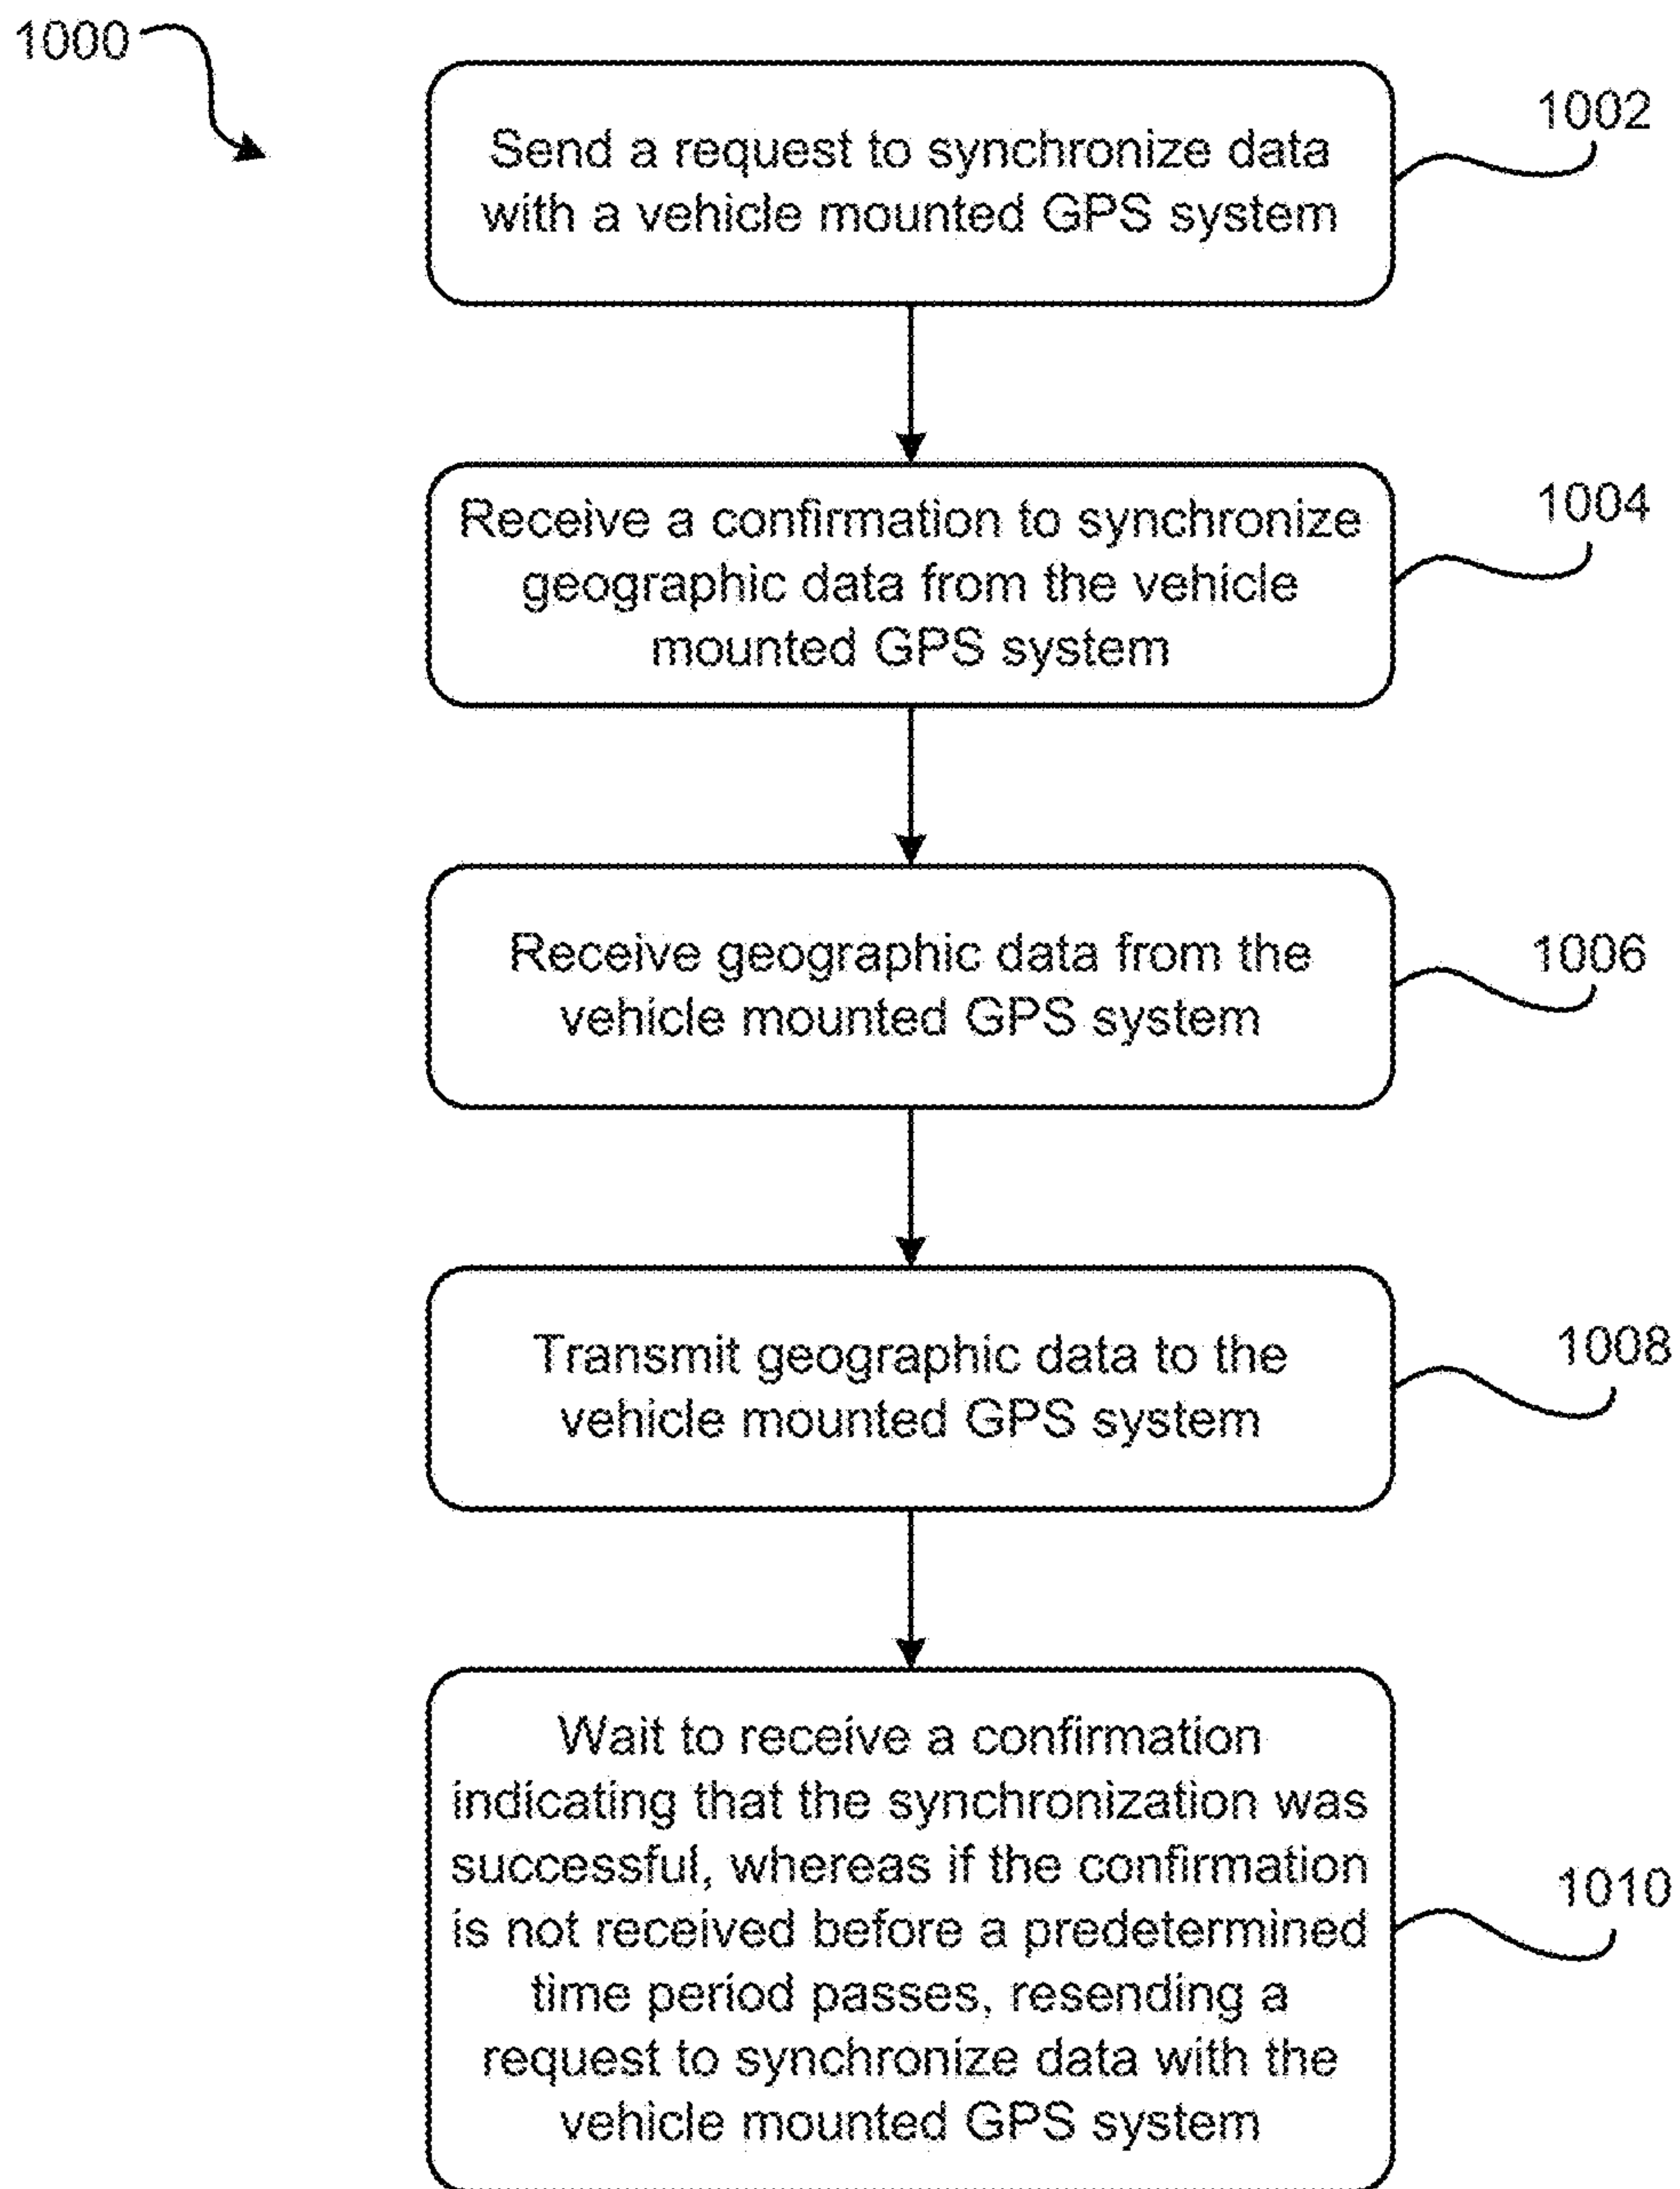 1000
Send a request to synchronize data
with a vehicle mounted GPS system
1002
Receive a confirmation to synchronize
geographic data from the vehicle
mounted GPS system
1004
Receive geographic data from the
vehicle mounted GPS system
1006
Transmit geographic data to the
vehicle mounted GPS system
1008
Wait to receive a confirmation
indicating that the synchronization was
successful, whereas if the confirmation
is not received before a predetermined
time period passes, resending a
request to synchronize data with the
vehicle mounted GPS system
1010